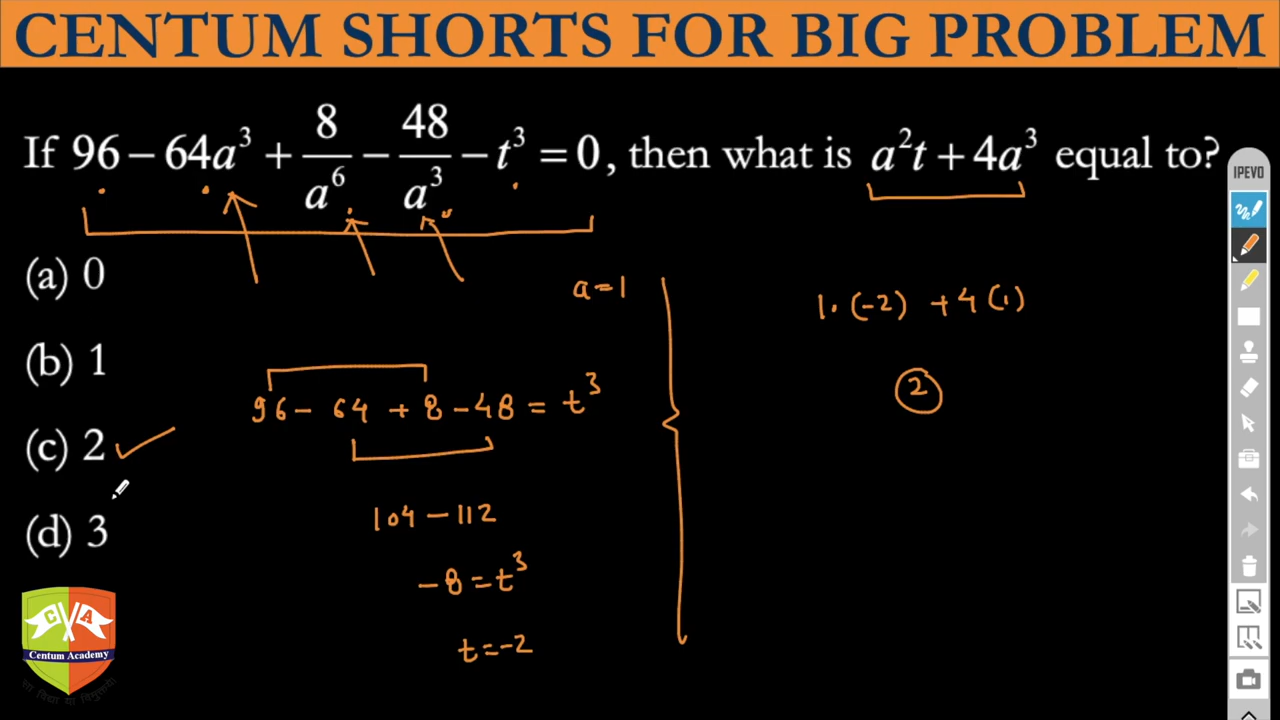 CENTUM SHORTS FOR BIG PROBLEM
If 96 − 64a³ + 8/a⁶ − 48/a³ − t³ = 0, then what is a²t + 4a³ equal to?
IPEVO
(a) 0
a=1
1.(-2) +4(1)
(b) 1
2
96- 64 + 8 -48 = t³
(c) 2
104-112
(d) 3
-8=t³
C A
Centum Academy
t=-2